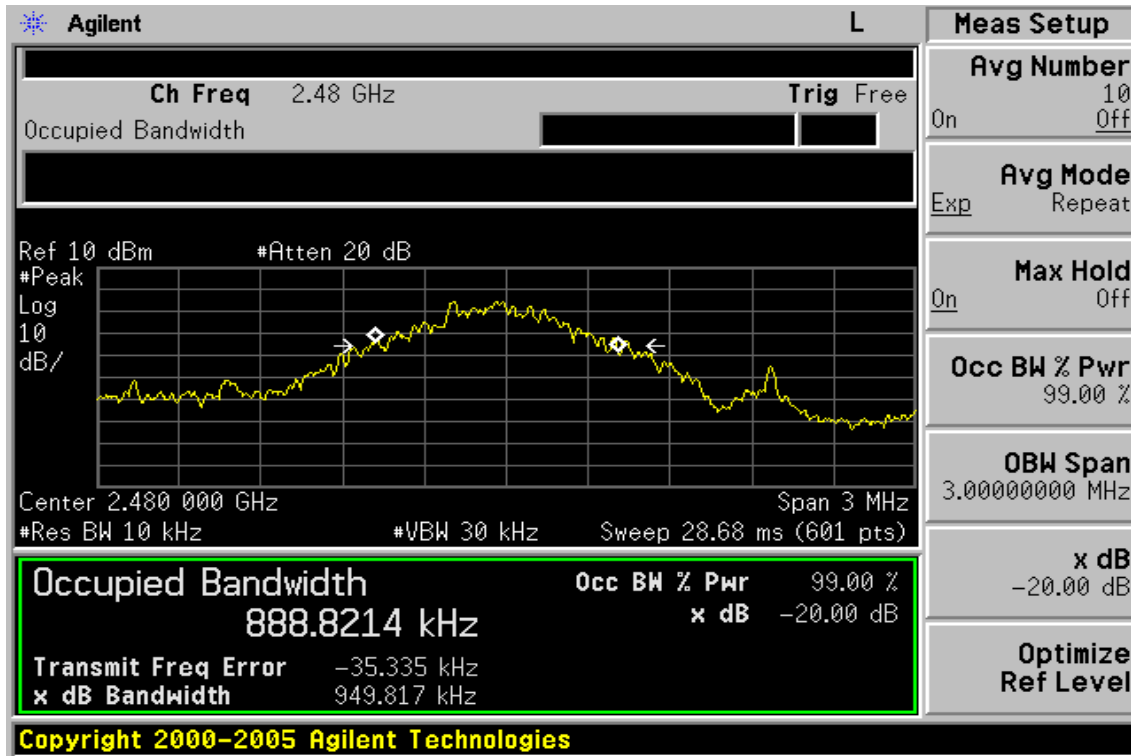 Agilent L
Ch Freq 2.48 GHz Trig Free
Occupied Bandwidth
Ref 10 dBm #Atten 20 dB
#Peak
Log
10
dB/
Center 2.480 000 GHz Span 3 MHz
#Res BW 10 kHz #VBW 30 kHz Sweep 28.68 ms (601 pts)
Occupied Bandwidth
888.8214 kHz
Occ BW % Pwr 99.00 %
x dB -20.00 dB
Transmit Freq Error -35.335 kHz
x dB Bandwidth 949.817 kHz
Copyright 2000-2005 Agilent Technologies
Meas Setup
Avg Number
10
On Off
Avg Mode
Exp Repeat
Max Hold
On Off
Occ BW % Pwr
99.00 %
OBW Span
3.00000000 MHz
x dB
-20.00 dB
Optimize
Ref Level